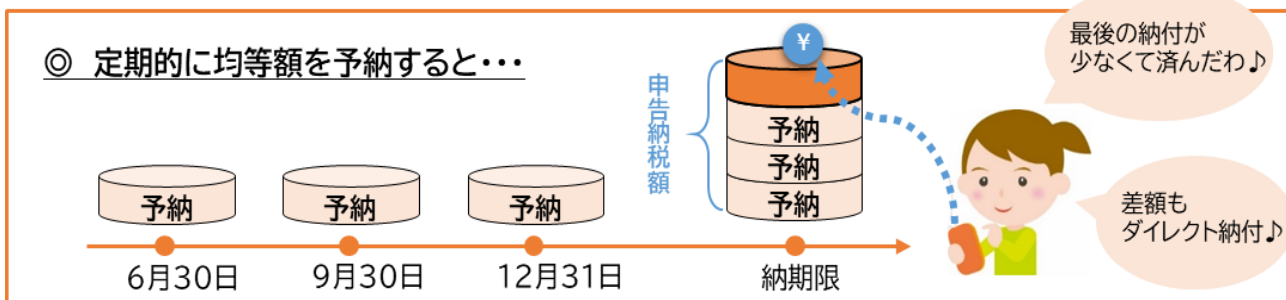 ◎ 定期的に均等額を予納すると・・・
最後の納付が
少なくて済んだわ♪
¥
申告納税額
予納
予納
予納
予納
予納
予納
差額も
ダイレクト納付♪
6月30日
9月30日
12月31日
納期限